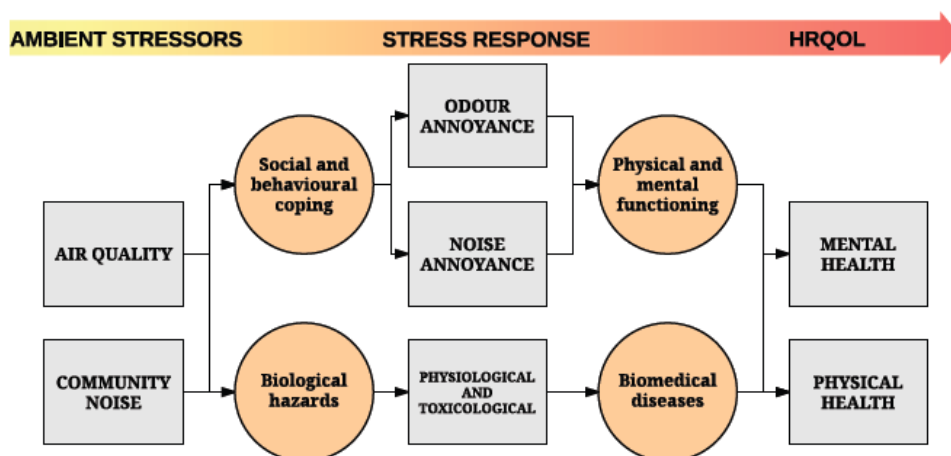 AMBIENT STRESSORS STRESS RESPONSE HRQOL
AIR QUALITY
COMMUNITY
NOISE
Social and
behavioural
coping
Biological
hazards
ODOUR
ANNOYANCE
NOISE
ANNOYANCE
PHYSIOLOGICAL
AND
TOXICOLOGICAL
Physical and
mental
functioning
Biomedical
diseases
MENTAL
HEALTH
PHYSICAL
HEALTH